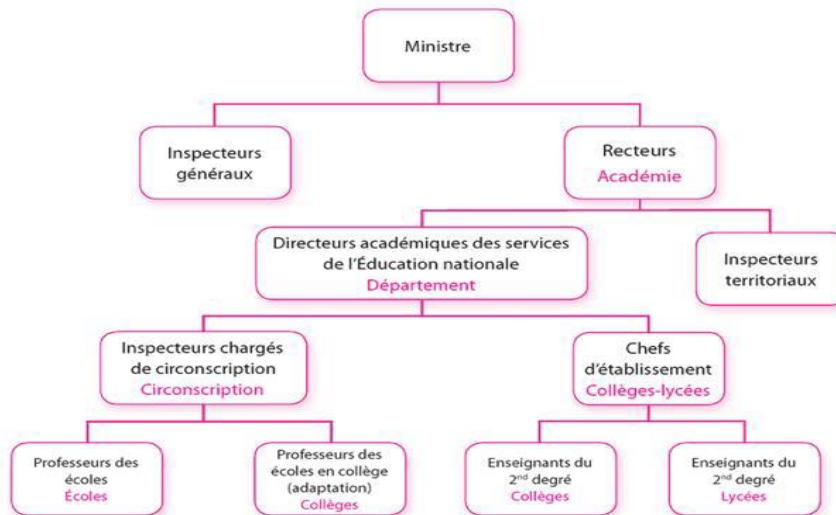 Ministre
Inspecteurs
généraux
Recteurs
Académie
Directeurs académiques des services
de l'Éducation nationale
Département
Inspecteurs
territoriaux
Inspecteurs chargés
de circonscription
Circonscription
Chefs
d'établissement
Collèges-lycées
Professeurs des
écoles
Écoles
Professeurs des
écoles en collège
(adaptation)
Collèges
Enseignants du
2nd degré
Collèges
Enseignants du
2nd degré
Lycées